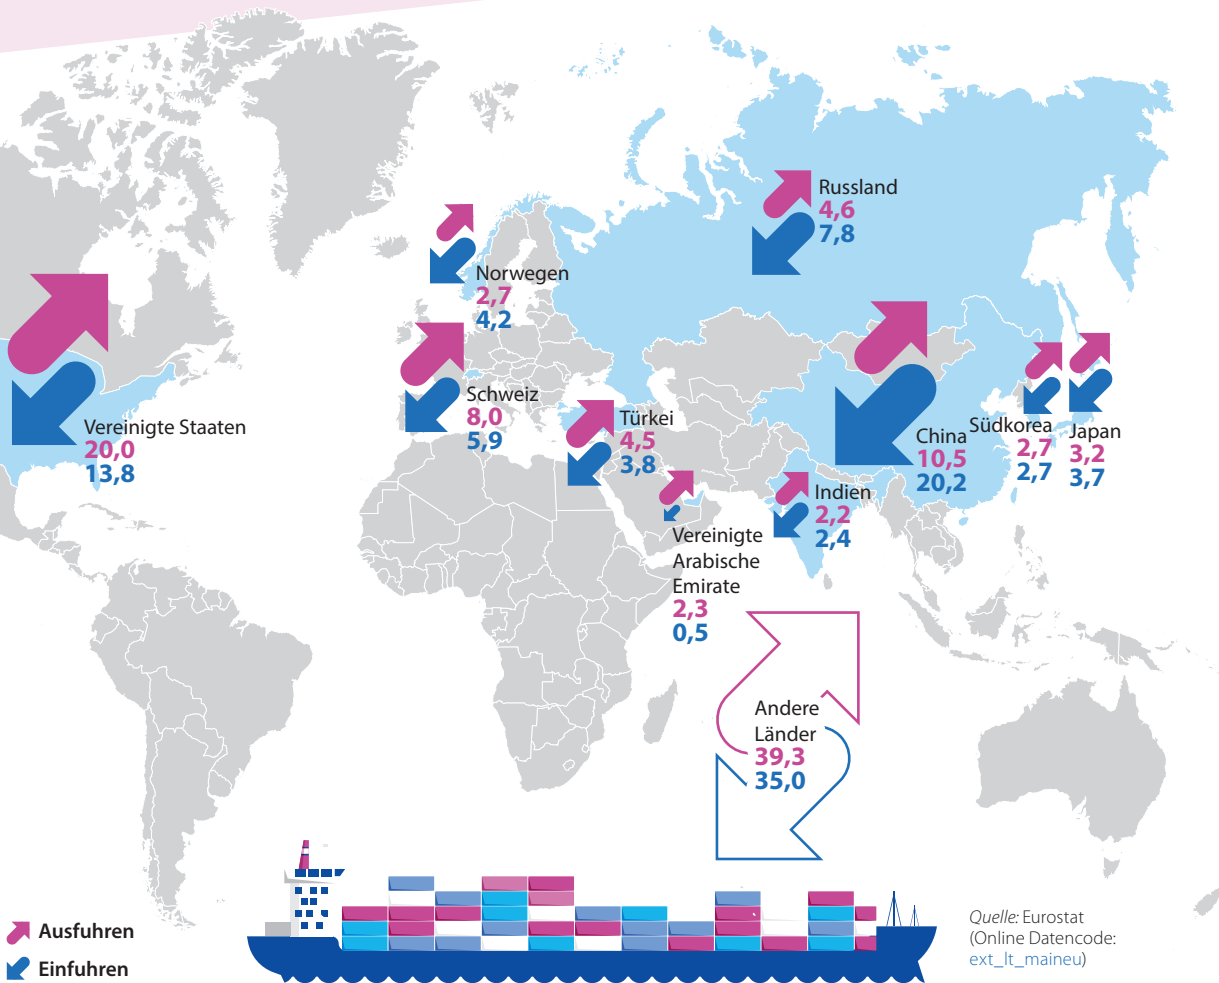 Russland
4,6
7,8
Norwegen
2,7
4,2
Schweiz
8,0
5,9
Vereinigte Staaten
20,0
13,8
Türkei
4,5
3,8
China
10,5
20,2
Südkorea
2,7
2,7
Japan
3,2
3,7
Indien
2,2
2,4
Vereinigte
Arabische
Emirate
2,3
0,5
Andere
Länder
39,3
35,0
Ausfuhren
Einfuhren
Quelle: Eurostat
(Online Datencode:
ext_lt_maineu)